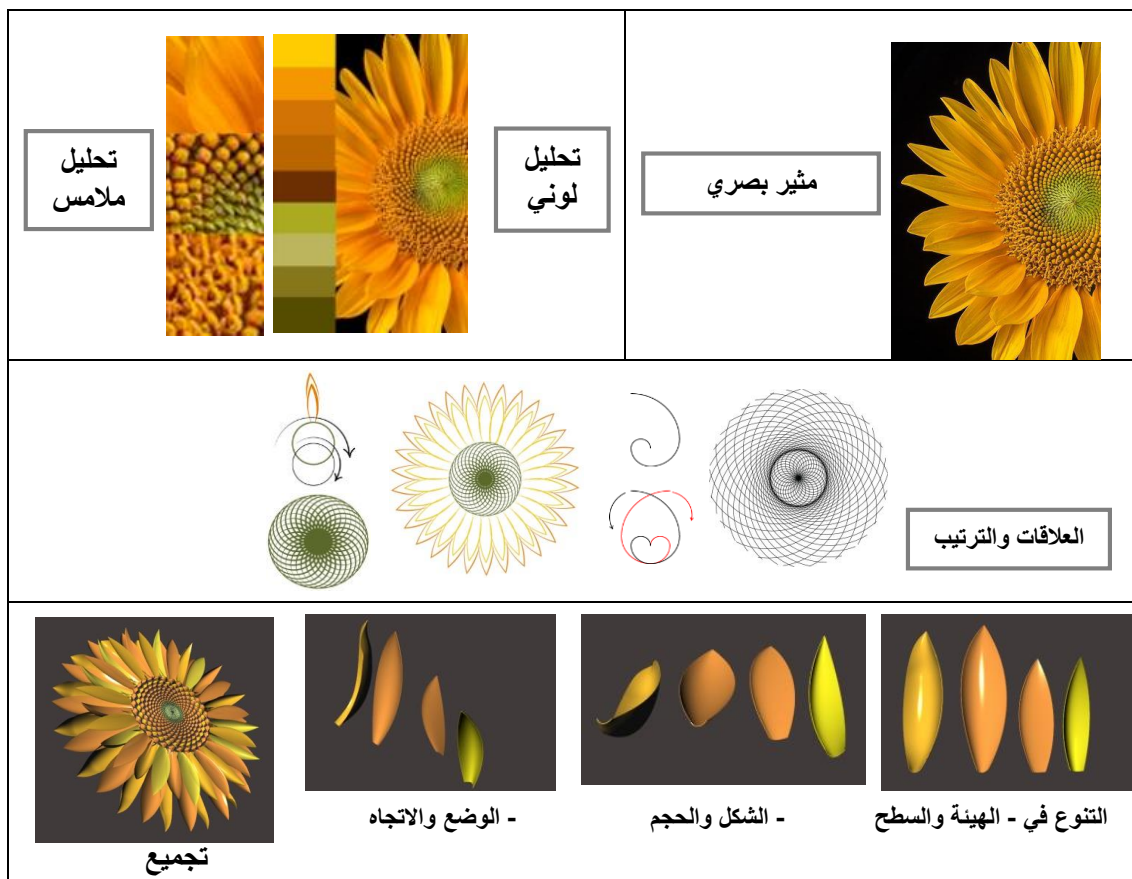 مثير بصري
تحليل
لوني
تحليل
ملامس
العلاقات والترتيب
التنوع في - الهيئة والسطح
- الشكل والحجم
- الوضع والاتجاه
تجميع